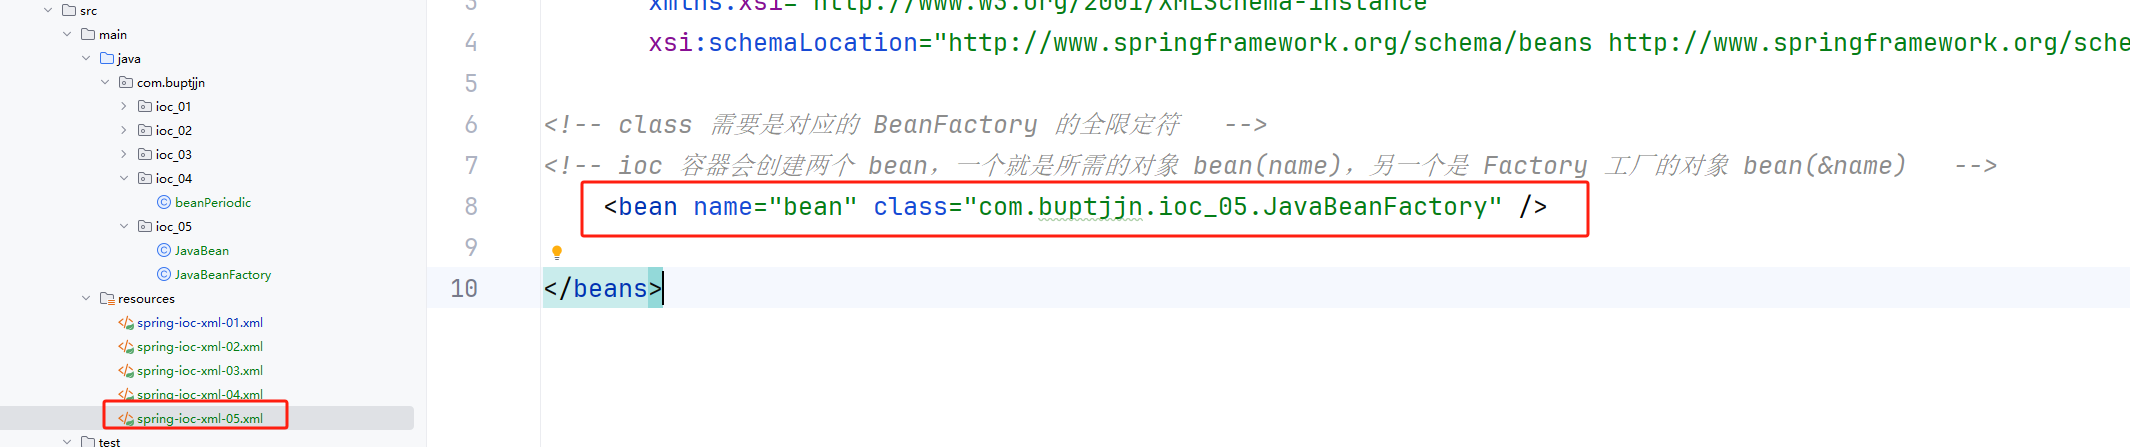 src
main
java
com.buptjjn
ioc_01
ioc_02
ioc_03
ioc_04
beanPeriodic
ioc_05
JavaBean
JavaBeanFactory
resources
spring-ioc-xml-01.xml
spring-ioc-xml-02.xml
spring-ioc-xml-03.xml
spring-ioc-xml-04.xml
spring-ioc-xml-05.xml
test
3 xmlns:xsi="http://www.w3.org/2001/XMLSchema-instance"
4 xsi:schemaLocation="http://www.springframework.org/schema/beans http://www.springframework.org/sche
5
6 <!-- class 需要是对应的 BeanFactory 的全限定符 -->
7 <!-- ioc 容器会创建两个 bean，一个就是所需的对象 bean(name)，另一个是 Factory 工厂的对象 bean(&name) -->
8 <bean name="bean" class="com.buptjjn.ioc_05.JavaBeanFactory" />
9
10 </beans>